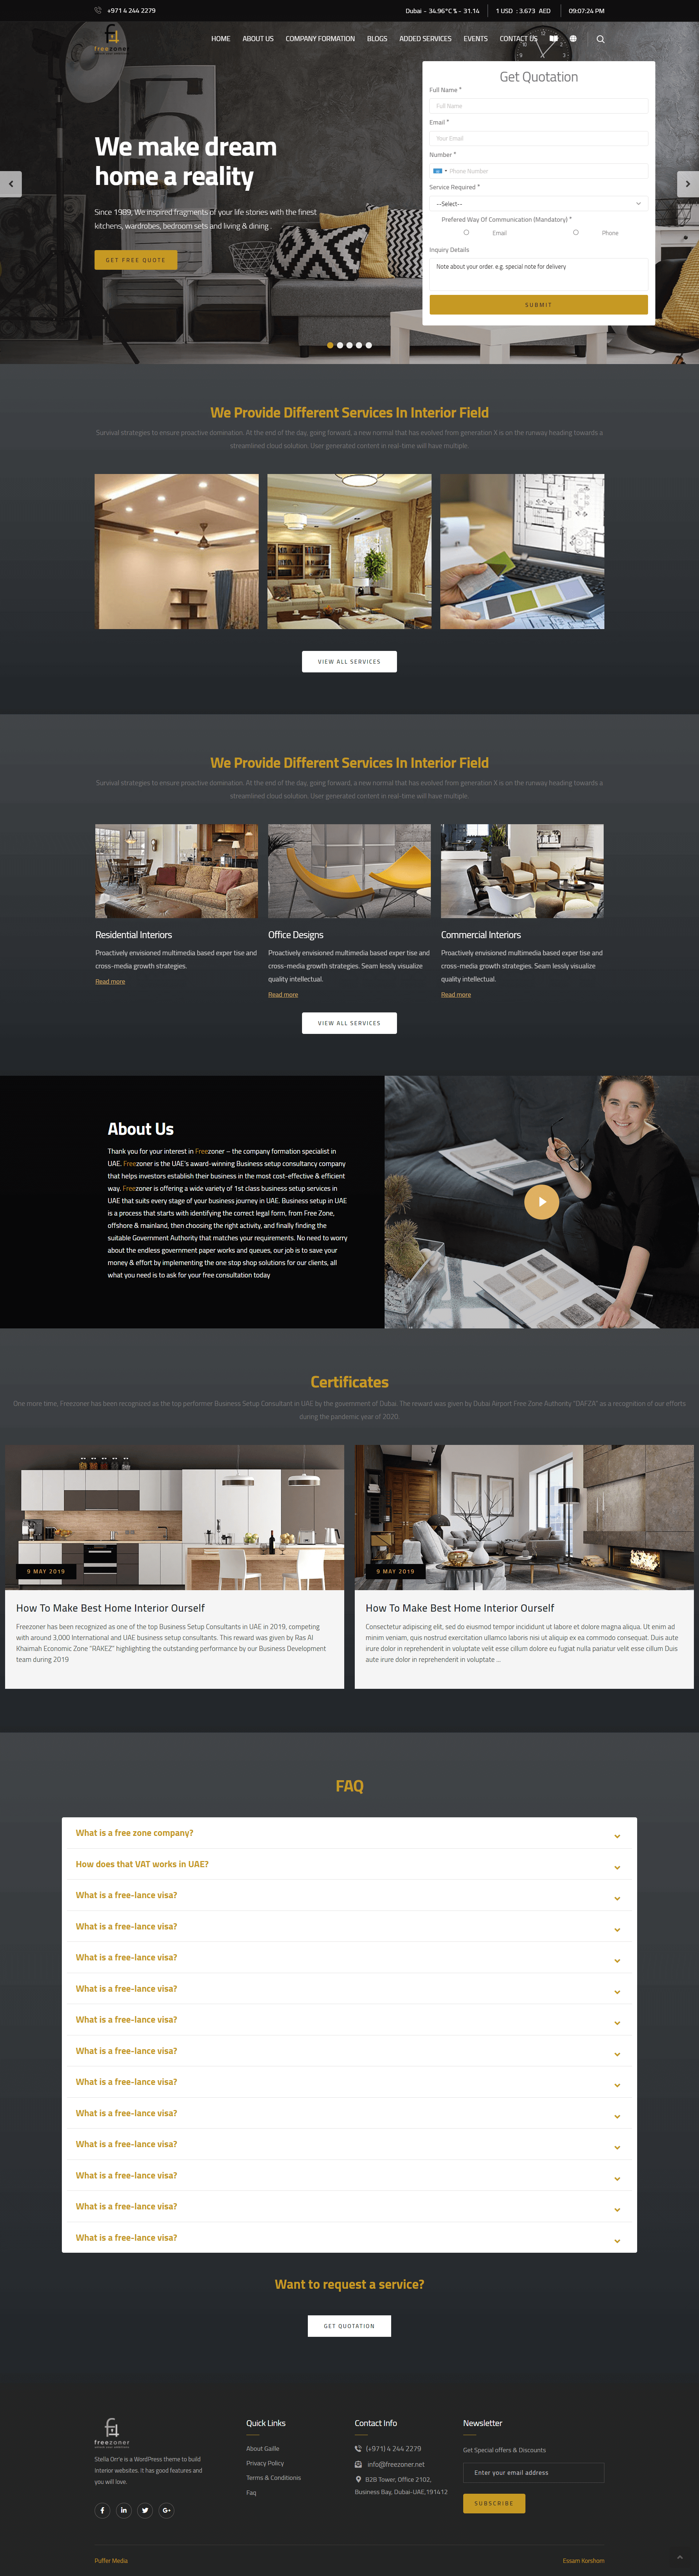 +971 4 244 2279
Dubai - 34.96°C % - 31.14
1 USD : 3.673 AED
09:07:24 PM
freezoner
HOME
ABOUT US
COMPANY FORMATION
BLOGS
ADDED SERVICES
EVENTS
CONTACT US
We make dream
home a reality
Since 1989, We inspired fragments of your life stories with the finest
kitchens, wardrobes, bedroom sets and living & dining .
GET FREE QUOTE
Get Quotation
Full Name *
Full Name
Email *
Your Email
Number *
Phone Number
Service Required *
--Select--
Prefered Way Of Communication (Mandatory) *
Email
Phone
Inquiry Details
Note about your order. e.g. special note for delivery
SUBMIT
We Provide Different Services In Interior Field
Survival strategies to ensure proactive domination. At the end of the day, going forward, a new normal that has evolved from generation X is on the runway heading towards a
streamlined cloud solution. User generated content in real-time will have multiple.
VIEW ALL SERVICES
We Provide Different Services In Interior Field
Survival strategies to ensure proactive domination. At the end of the day, going forward, a new normal that has evolved from generation X is on the runway heading towards a
streamlined cloud solution. User generated content in real-time will have multiple.
Residential Interiors
Proactively envisioned multimedia based exper tise and
cross-media growth strategies.
Read more
Office Designs
Proactively envisioned multimedia based exper tise and
cross-media growth strategies. Seam lessly visualize
quality intellectual.
Read more
Commercial Interiors
Proactively envisioned multimedia based exper tise and
cross-media growth strategies. Seam lessly visualize
quality intellectual.
Read more
VIEW ALL SERVICES
About Us
Thank you for your interest in Freezoner – the company formation specialist in
UAE. Freezoner is the UAE's award-winning Business setup consultancy company
that helps investors establish their business in the most cost-effective & efficient
way. Freezoner is offering a wide variety of 1st class business setup services in
UAE that suits every stage of your business journey in UAE. Business setup in UAE
is a process that starts with identifying the correct legal form, from Free Zone,
offshore & mainland, then choosing the right activity, and finally finding the
suitable Government Authority that matches your requirements. No need to worry
about the endless government paper works and queues, our job is to save your
money & effort by implementing the one stop shop solutions for our clients, all
what you need is to ask for your free consultation today
Certificates
One more time, Freezoner has been recognized as the top performer Business Setup Consultant in UAE by the government of Dubai. The reward was given by Dubai Airport Free Zone Authority "DAFZA" as a recognition of our efforts
during the pandemic year of 2020.
9 MAY 2019
How To Make Best Home Interior Ourself
Freezoner has been recognized as one of the top Business Setup Consultants in UAE in 2019, competing
with around 3,000 International and UAE business setup consultants. This reward was given by Ras Al
Khaimah Economic Zone "RAKEZ" highlighting the outstanding performance by our Business Development
team during 2019
9 MAY 2019
How To Make Best Home Interior Ourself
Consectetur adipiscing elit, sed do eiusmod tempor incididunt ut labore et dolore magna aliqua. Ut enim ad
minim veniam, quis nostrud exercitation ullamco laboris nisi ut aliquip ex ea commodo consequat. Duis aute
irure dolor in reprehenderit in voluptate velit esse cillum dolore eu fugiat nulla pariatur velit esse cillum Duis
aute irure dolor in reprehenderit in voluptate ...
FAQ
What is a free zone company?
How does that VAT works in UAE?
What is a free-lance visa?
What is a free-lance visa?
What is a free-lance visa?
What is a free-lance visa?
What is a free-lance visa?
What is a free-lance visa?
What is a free-lance visa?
What is a free-lance visa?
What is a free-lance visa?
What is a free-lance visa?
What is a free-lance visa?
What is a free-lance visa?
Want to request a service?
GET QUOTATION
freezoner
Stella Orr'e is a WordPress theme to build
Interior websites. It has good features and
you will love.
Quick Links
About Gaille
Privacy Policy
Terms & Conditionis
Faq
Contact Info
(+971) 4 244 2279
info@freezoner.net
B2B Tower, Office 2102,
Business Bay, Dubai-UAE,191412
Newsletter
Get Special offers & Discounts
Enter your email address
SUBSCRIBE
Puffer Media
Essam Korshom